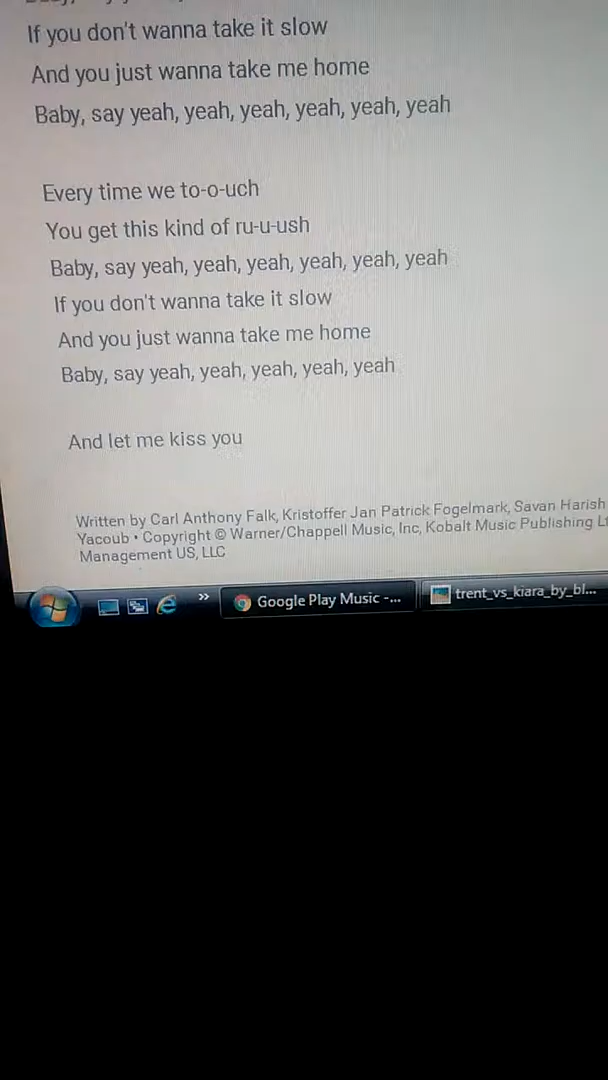 If you don't wanna take it slow
And you just wanna take me home
Baby, say yeah, yeah, yeah, yeah, yeah, yeah
Every time we to-o-uch
You get this kind of ru-u-ush
Baby, say yeah, yeah, yeah, yeah, yeah, yeah
If you don't wanna take it slow
And you just wanna take me home
Baby, say yeah, yeah, yeah, yeah, yeah
And let me kiss you
Written by Carl Anthony Falk, Kristoffer Jan Patrick Fogelmark, Savan Harish
Yacoub • Copyright © Warner/Chappell Music, Inc, Kobalt Music Publishing Lt
Management US, LLC
» Google Play Music -... trent_vs_kiara_by_bl...